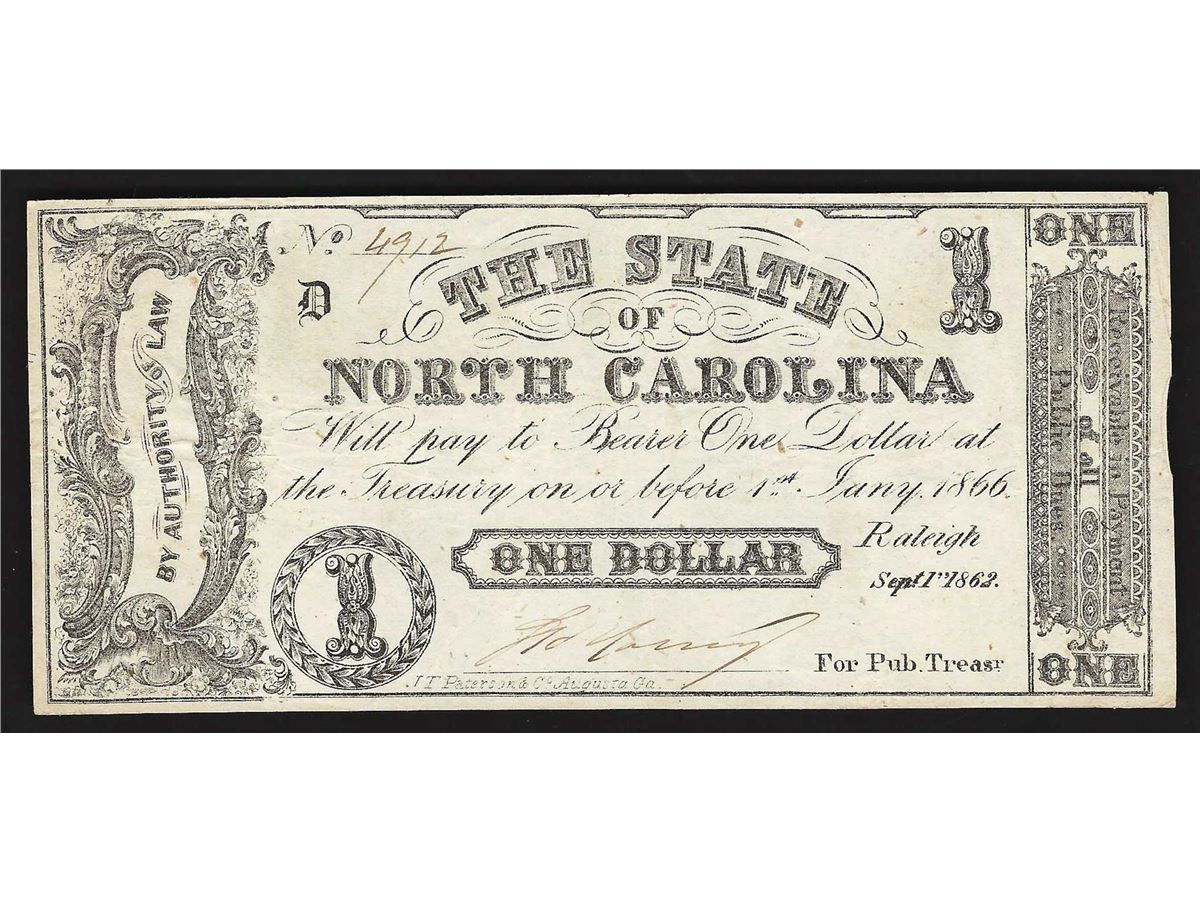 BY AUTHORITY OF LAW
No. 4912
D
THE STATE
OF
NORTH CAROLINA
1
Will pay to Bearer One Dollar at
the Treasury on or before 1st. Jany. 1866.
ONE DOLLAR
Raleigh
Sept. 1st 1862.
1
For Pub. Treasr
J T Paterson & Co. Augusta Ga.
ONE
Receivable in Payment
of all
Public Dues
ONE